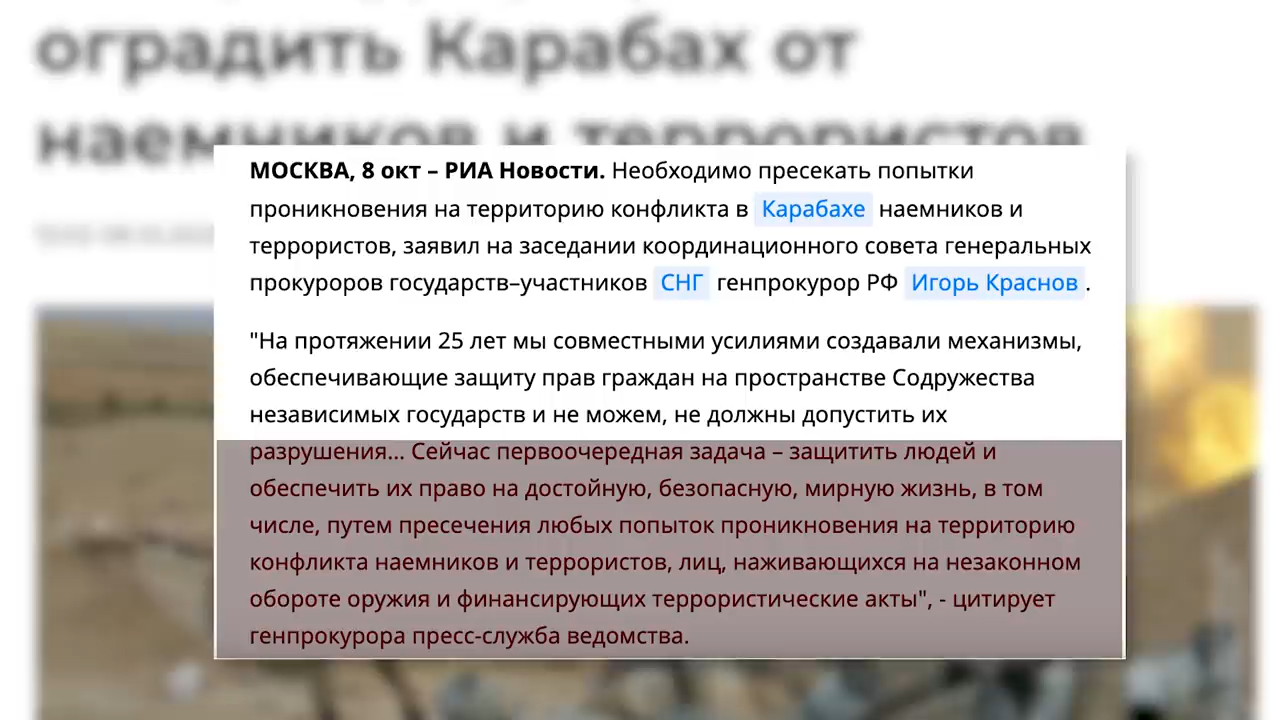 оградить Карабах от
наемников и террористов
МОСКВА, 8 окт – РИА Новости. Необходимо пресекать попытки
проникновения на территорию конфликта в Карабахе наемников и
террористов, заявил на заседании координационного совета генеральных
прокуроров государств–участников СНГ генпрокурор РФ Игорь Краснов .
"На протяжении 25 лет мы совместными усилиями создавали механизмы,
обеспечивающие защиту прав граждан на пространстве Содружества
независимых государств и не можем, не должны допустить их
разрушения... Сейчас первоочередная задача – защитить людей и
обеспечить их право на достойную, безопасную, мирную жизнь, в том
числе, путем пресечения любых попыток проникновения на территорию
конфликта наемников и террористов, лиц, наживающихся на незаконном
обороте оружия и финансирующих террористические акты", - цитирует
генпрокурора пресс-служба ведомства.